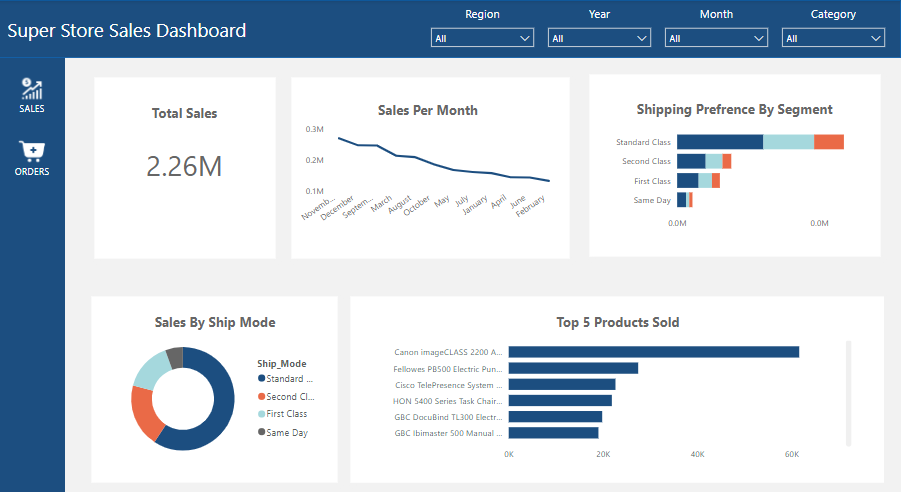 Super Store Sales Dashboard
Region
Year
Month
Category
All
All
All
All
SALES
ORDERS
Total Sales
2.26M
Sales Per Month
0.3M
0.2M
0.1M
Novemb...
December
Septem...
March
August
October
May
July
January
April
June
February
Shipping Prefrence By Segment
Standard Class
Second Class
First Class
Same Day
0.0M
0.0M
Sales By Ship Mode
Ship_Mode
Standard ...
Second Cl...
First Class
Same Day
Top 5 Products Sold
Canon imageCLASS 2200 A...
Fellowes PB500 Electric Pun...
Cisco TelePresence System ...
HON 5400 Series Task Chair...
GBC DocuBind TL300 Electr...
GBC Ibimaster 500 Manual ...
0K
20K
40K
60K